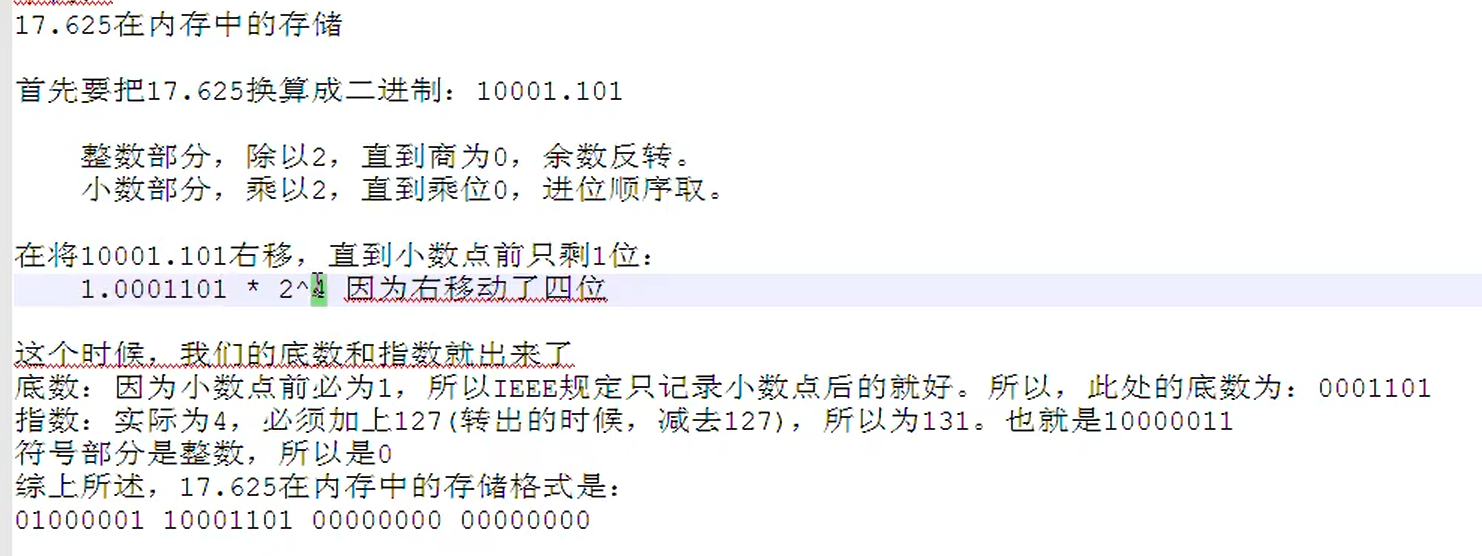 17.625在内存中的存储
首先要把17.625换算成二进制：10001.101
整数部分，除以2，直到商为0，余数反转。
小数部分，乘以2，直到乘位0，进位顺序取。
在将10001.101右移，直到小数点前只剩1位：
1.0001101 * 2^4 因为右移动了四位
这个时候，我们的底数和指数就出来了
底数：因为小数点前必为1，所以IEEE规定只记录小数点后的就好。所以，此处的底数为：0001101
指数：实际为4，必须加上127(转出的时候，减去127)，所以为131。也就是10000011
符号部分是整数，所以是0
综上所述，17.625在内存中的存储格式是：
01000001 10001101 00000000 00000000